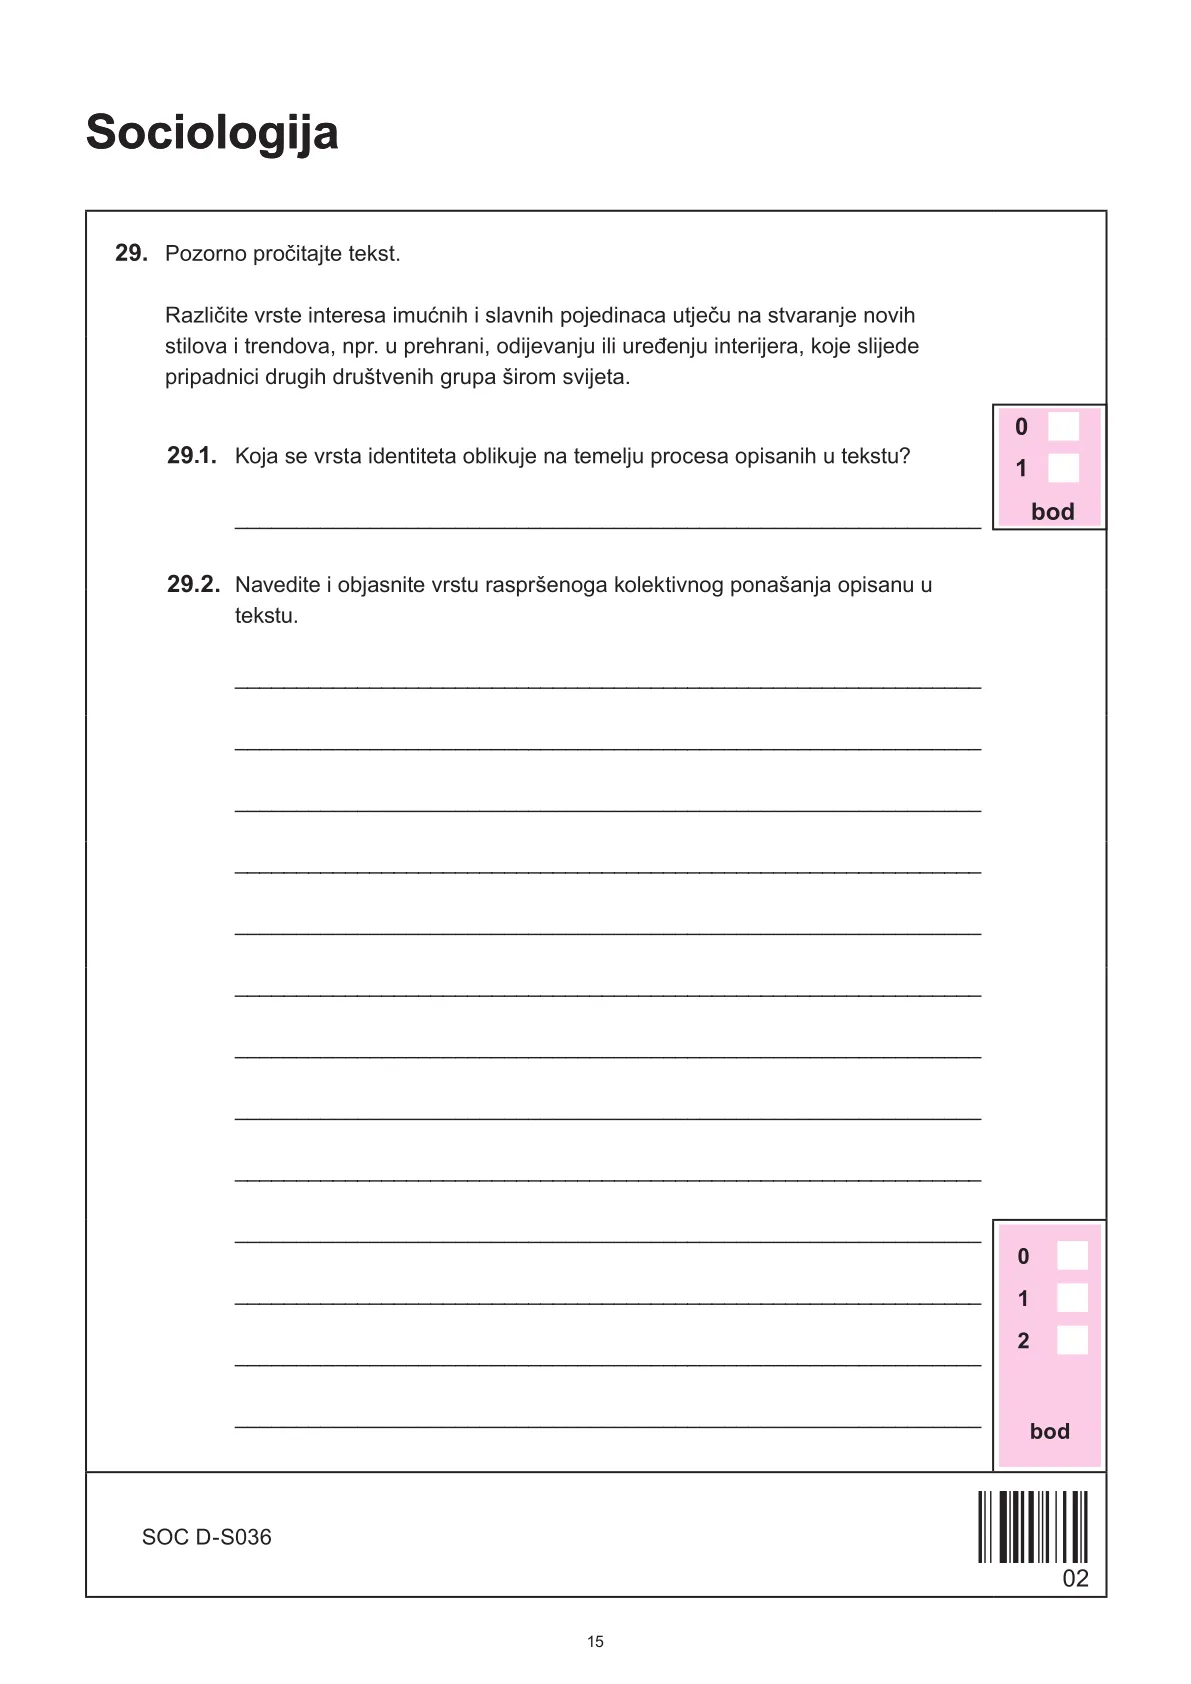 Sociologija
29. Pozorno pročitajte tekst.
Različite vrste interesa imućnih i slavnih pojedinaca utječu na stvaranje novih
stilova i trendova, npr. u prehrani, odijevanju ili uređenju interijera, koje slijede
pripadnici drugih društvenih grupa širom svijeta.
29.1. Koja se vrsta identiteta oblikuje na temelju procesa opisanih u tekstu?
0
1
bod
29.2. Navedite i objasnite vrstu raspršenoga kolektivnog ponašanja opisanu u
tekstu.
0
1
2
bod
SOC D-S036
02
15